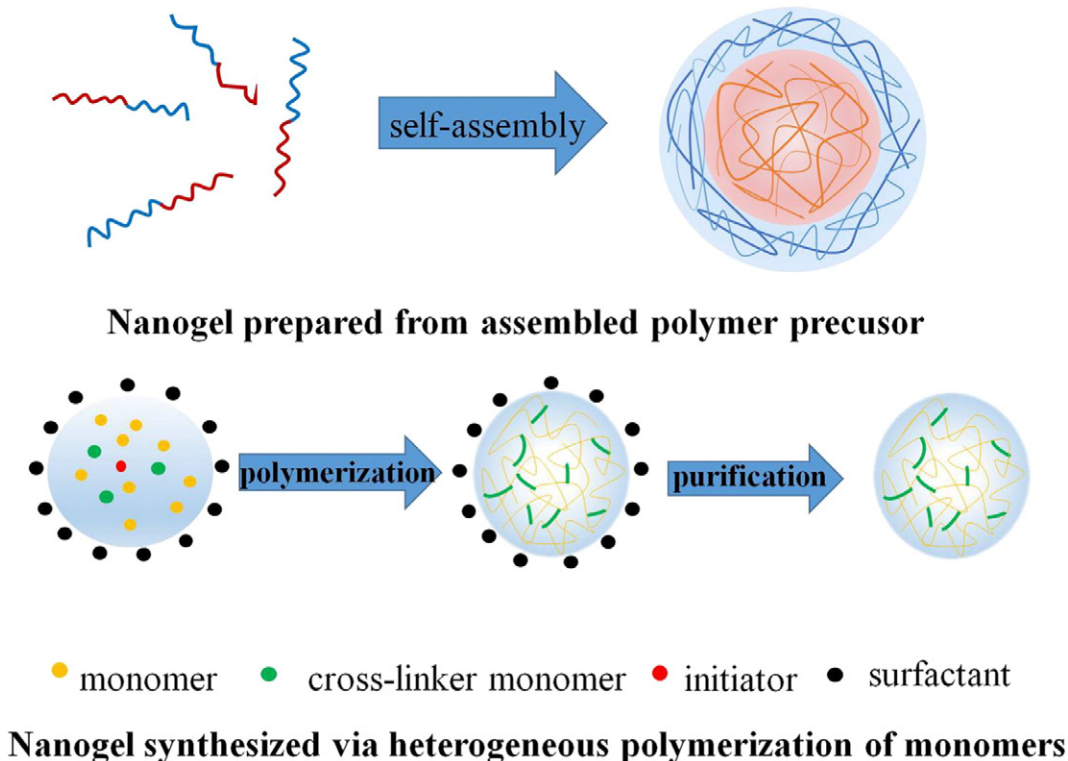 self-assembly
Nanogel prepared from assembled polymer precusor
polymerization
purification
monomer
cross-linker monomer
initiator
surfactant
Nanogel synthesized via heterogeneous polymerization of monomers